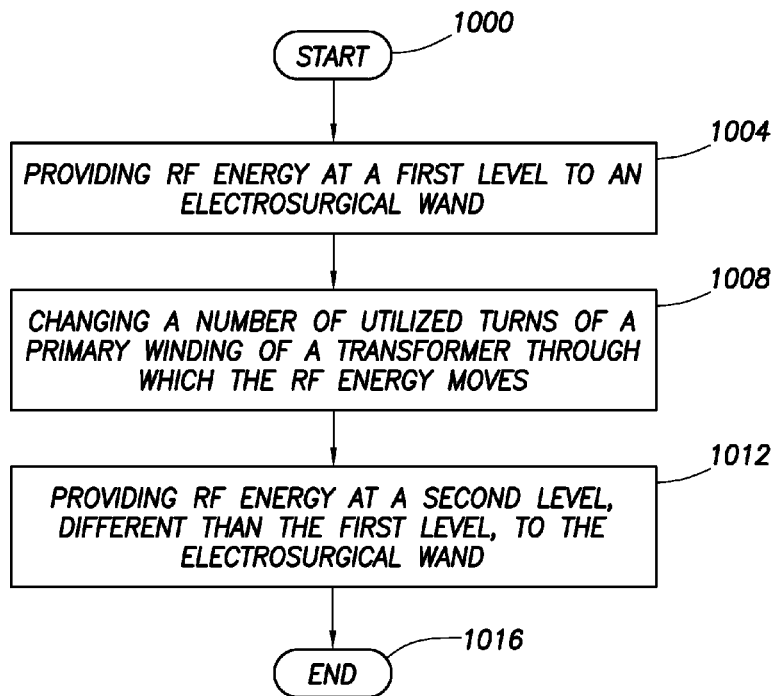 1000
START
1004
PROVIDING RF ENERGY AT A FIRST LEVEL TO AN
ELECTROSURGICAL WAND
1008
CHANGING A NUMBER OF UTILIZED TURNS OF A
PRIMARY WINDING OF A TRANSFORMER THROUGH
WHICH THE RF ENERGY MOVES
1012
PROVIDING RF ENERGY AT A SECOND LEVEL,
DIFFERENT THAN THE FIRST LEVEL, TO THE
ELECTROSURGICAL WAND
1016
END